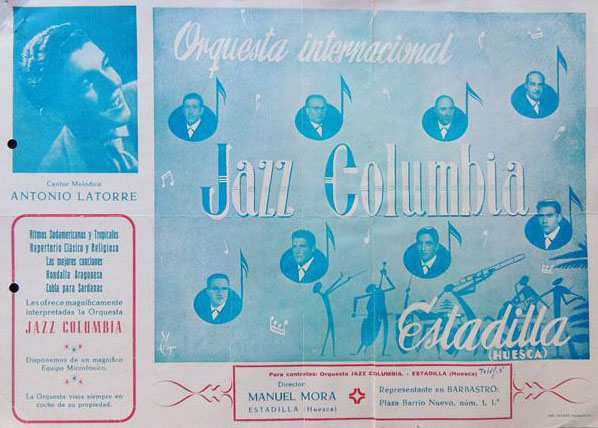 Orquesta internacional
Jazz Columbia
Estadilla
(HUESCA)
Cantor Melódico
ANTONIO LATORRE
Ritmos Sudamericanos y Tropicales
Repertorio Clásico y Religioso
Las mejores canciones
Rondalla Aragonesa
Cobla para Sardanas
Les ofrece magníficamente
interpretadas la Orquesta
JAZZ COLUMBIA
Disponemos de un magnífico
Equipo Microfónico.
La Orquesta viaja siempre en
coche de su propiedad.
Para contratos: Orquesta JAZZ COLUMBIA. - ESTADILLA (Huesca)
Director
MANUEL MORA
ESTADILLA (Huesca)
Representante en BARBASTRO:
Plaza Barrio Nuevo, núm. 1, 1.º